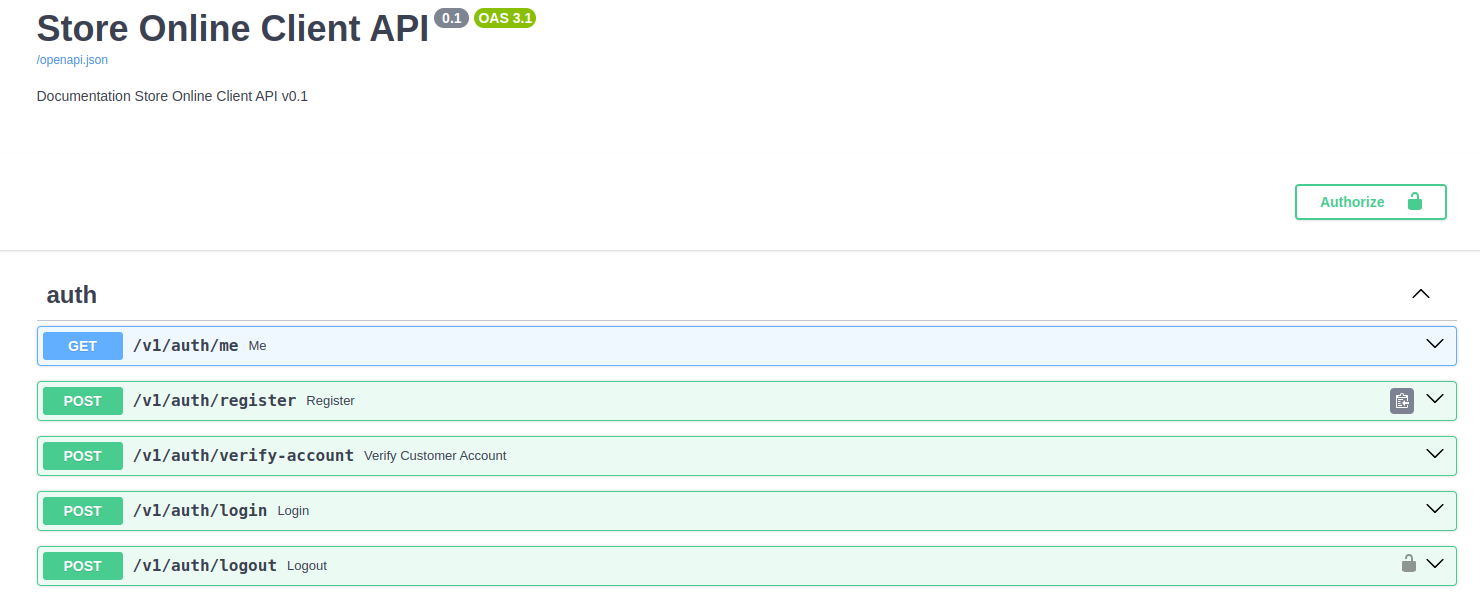 Store Online Client API 0.1 OAS 3.1
/openapi.json
Documentation Store Online Client API v0.1
Authorize
auth
GET /v1/auth/me Me
POST /v1/auth/register Register
POST /v1/auth/verify-account Verify Customer Account
POST /v1/auth/login Login
POST /v1/auth/logout Logout